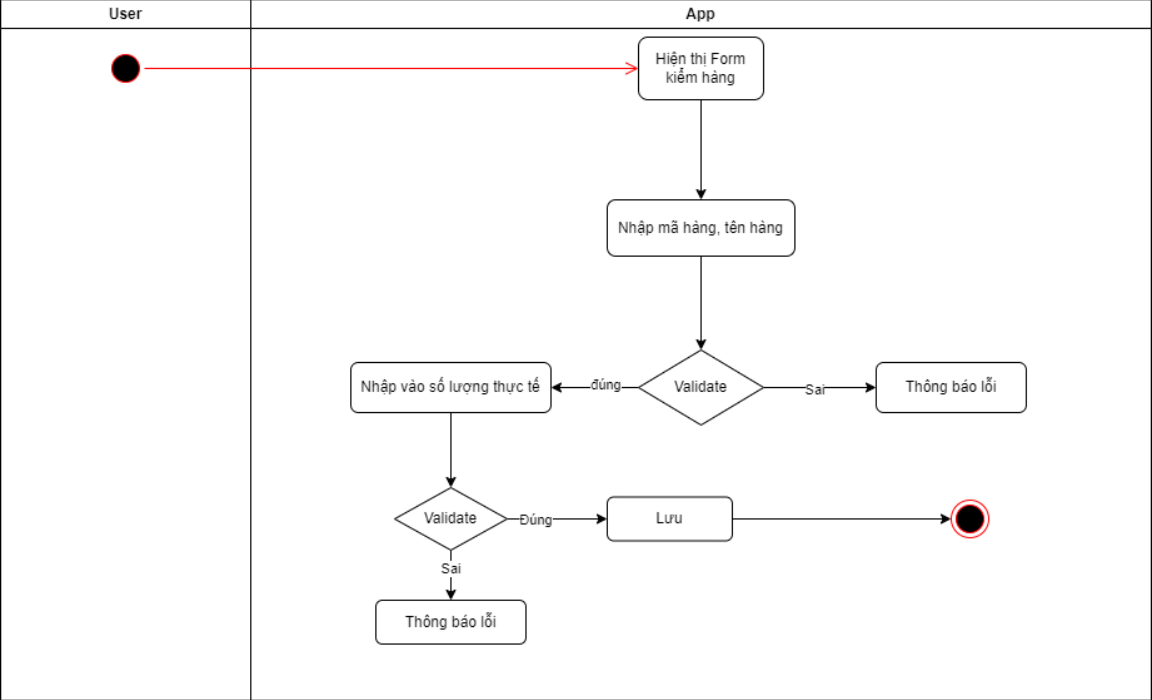 User
App
Hiện thị Form
kiểm hàng
Nhập mã hàng, tên hàng
Nhập vào số lượng thực tế
đúng
Validate
Sai
Thông báo lỗi
Validate
Đúng
Lưu
Sai
Thông báo lỗi